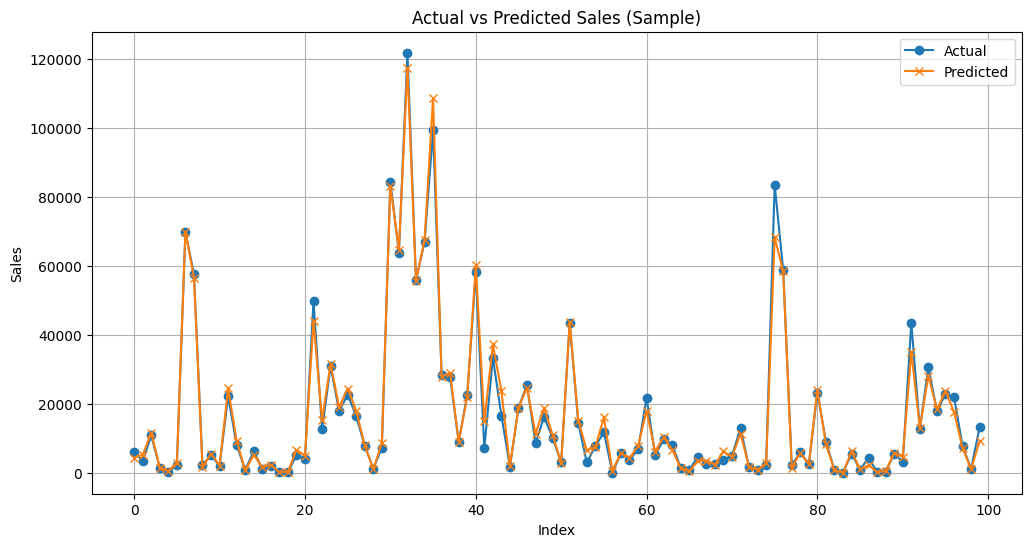 Actual vs Predicted Sales (Sample)
Actual
Predicted
120000
100000
80000
60000
40000
20000
0
Sales
0 20 40 60 80 100
Index